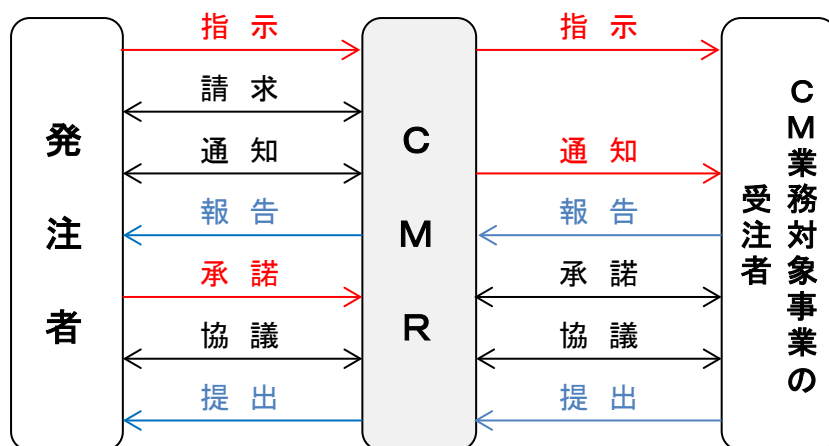 指示 指示
請求
通知 通知
報告 報告
承諾 承諾
協議 協議
提出 提出
発注者
ＣＭＲ
ＣＭ業務対象事業の
受注者